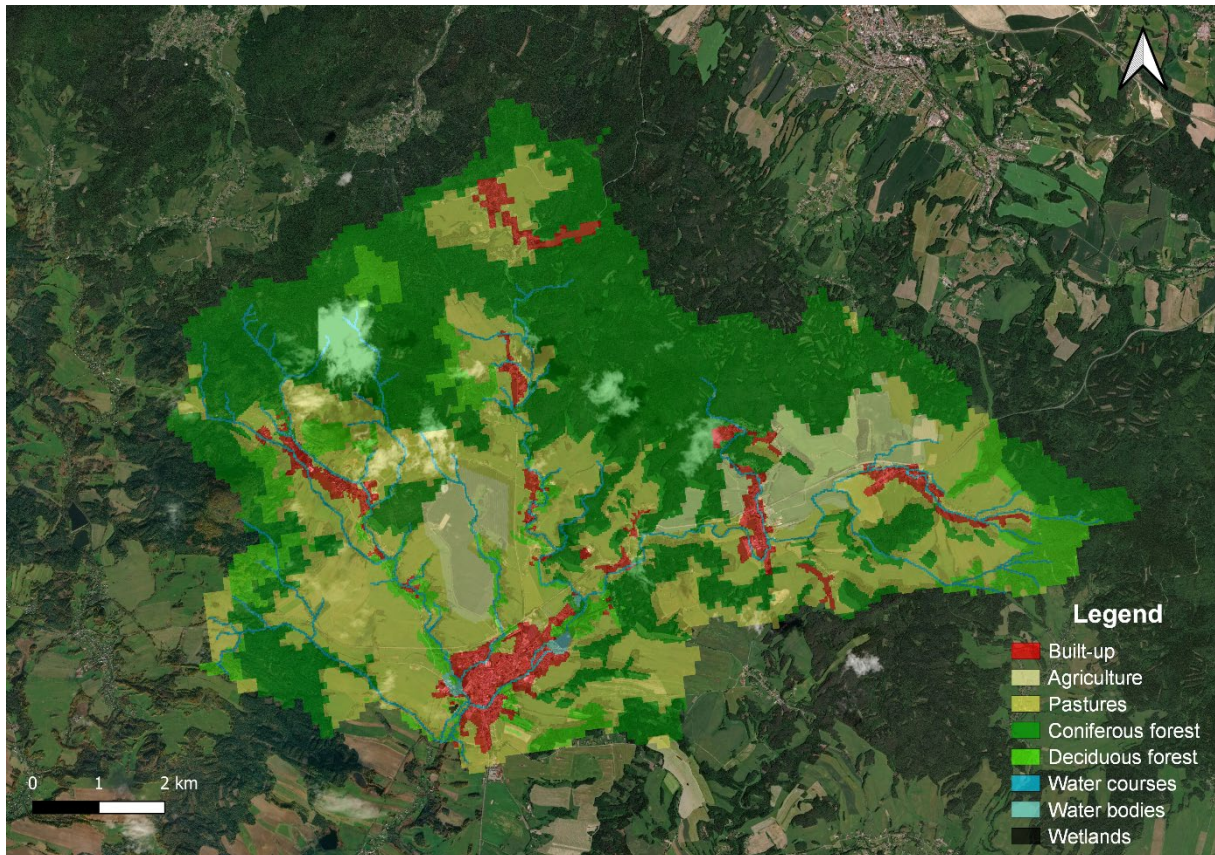 Legend
Built-up
Agriculture
Pastures
Coniferous forest
Deciduous forest
Water courses
Water bodies
Wetlands
0 1 2 km